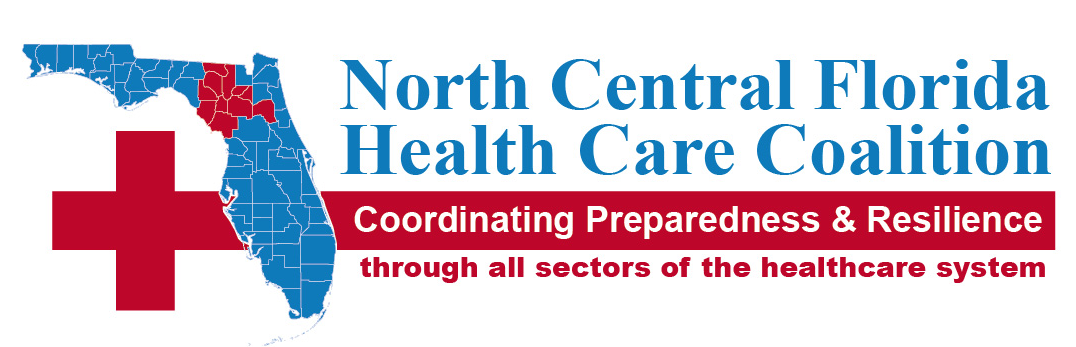 North Central Florida
Health Care Coalition
Coordinating Preparedness & Resilience
through all sectors of the healthcare system